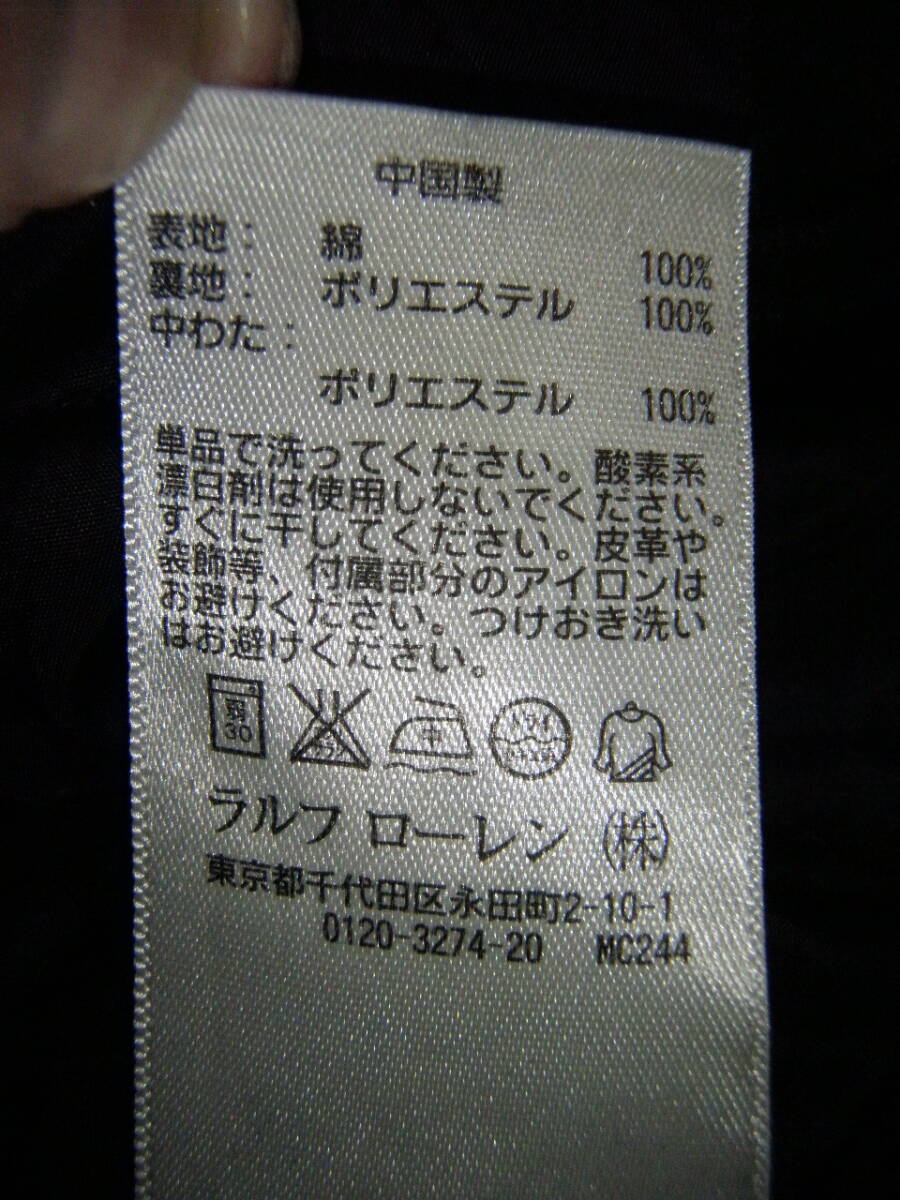 中国製
表地： 綿 100%
裏地： ポリエステル 100%
中わた：
ポリエステル 100%
単品で洗ってください。酸素系
漂白剤は使用しないでください。
すぐに干してください。皮革や
装飾等、付属部分のアイロンは
お避けください。つけおき洗い
はお避けください。
弱
30
中
ドライ
ラルフ ローレン ㈱
東京都千代田区永田町2-10-1
0120-3274-20 MC244